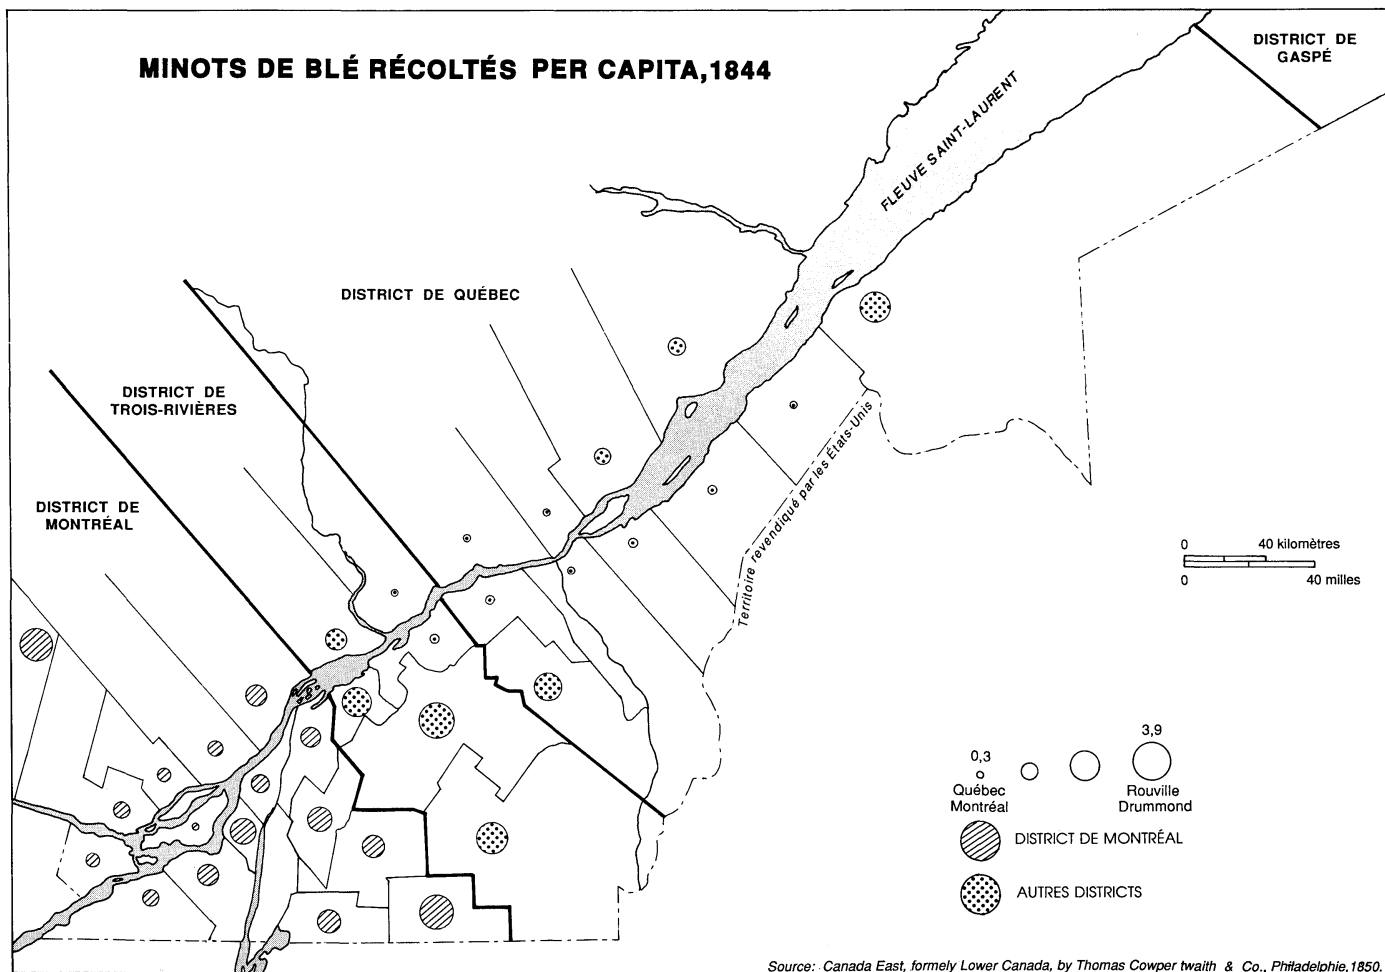 MINOTS DE BLÉ RÉCOLTÉS PER CAPITA, 1844
DISTRICT DE
GASPÉ
FLEUVE SAINT-LAURENT
DISTRICT DE QUÉBEC
DISTRICT DE
TROIS-RIVIÈRES
DISTRICT DE
MONTRÉAL
Territoire revendiqué par les États-Unis
0 40 kilomètres
0 40 milles
0,3 3,9
Québec Rouville
Montréal Drummond
DISTRICT DE MONTRÉAL
AUTRES DISTRICTS
Source: Canada East, formely Lower Canada, by Thomas Cowper twaith & Co., Philadelphie, 1850.